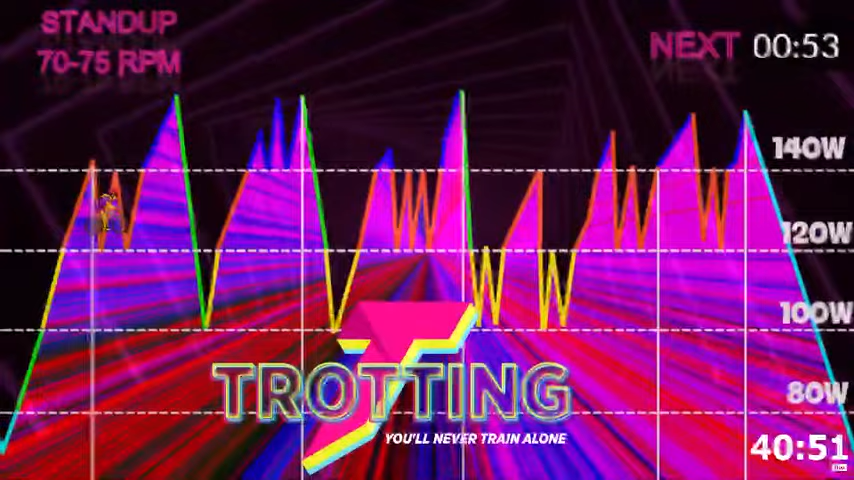 STANDUP
70-75 RPM
NEXT 00:53
140W
120W
100W
80W
TROTTING
YOU'LL NEVER TRAIN ALONE
40:51